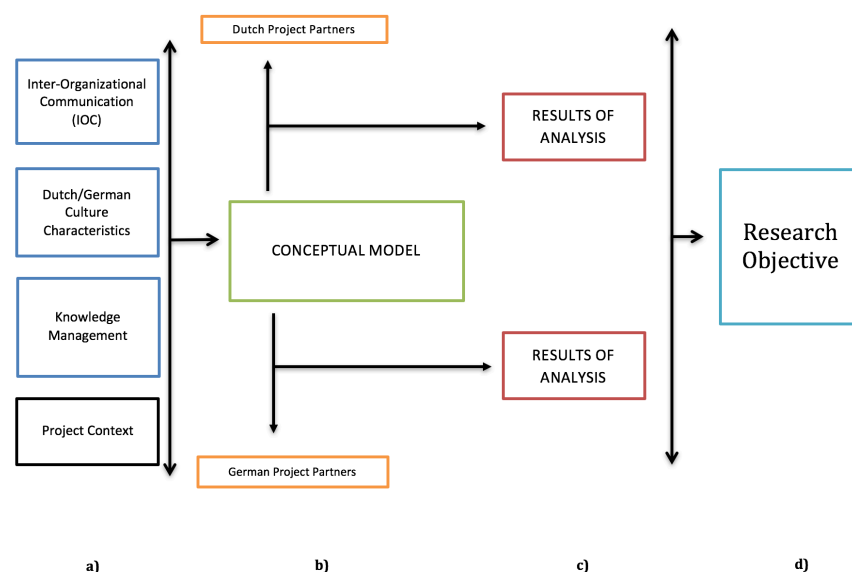 Dutch Project Partners
Inter-Organizational
Communication
(IOC)
RESULTS OF
ANALYSIS
Dutch/German
Culture
Characteristics
CONCEPTUAL MODEL
Research
Objective
Knowledge
Management
RESULTS OF
ANALYSIS
Project Context
German Project Partners
a)
b)
c)
d)